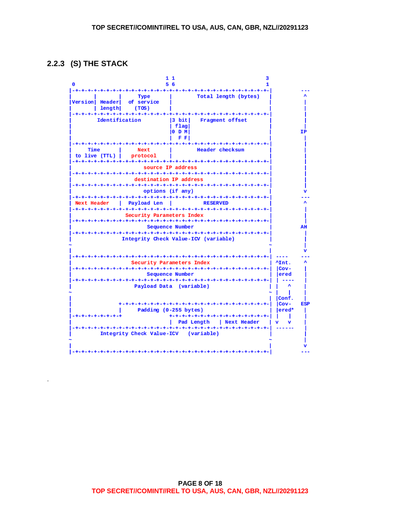 TOP SECRET//COMINT//REL TO USA, AUS, CAN, GBR, NZL//20291123
2.2.3 (S) THE STACK
1 1 3
0 5 6 1
|-+-+-+-+-+-+-+-+-+-+-+-+-+-+-+-+-+-+-+-+-+-+-+-+-+-+-+-+-+-+-+-| ---
| | | Type | Total length (bytes) | ^
|Version| Header| of service | | |
| | length| (TOS) | | |
|-+-+-+-+-+-+-+-+-+-+-+-+-+-+-+-+-+-+-+-+-+-+-+-+-+-+-+-+-+-+-+-| |
| Identification |3 bit| Fragment offset | |
| | flag| | |
| |0 D M| | IP
| | F F| | |
|-+-+-+-+-+-+-+-+-+-+-+-+-+-+-+-+-+-+-+-+-+-+-+-+-+-+-+-+-+-+-+-| |
| Time | Next | Header checksum | |
| to live (TTL) | protocol | | |
|-+-+-+-+-+-+-+-+-+-+-+-+-+-+-+-+-+-+-+-+-+-+-+-+-+-+-+-+-+-+-+-| |
| source IP address | |
|-+-+-+-+-+-+-+-+-+-+-+-+-+-+-+-+-+-+-+-+-+-+-+-+-+-+-+-+-+-+-+-| |
| destination IP address | |
|-+-+-+-+-+-+-+-+-+-+-+-+-+-+-+-+-+-+-+-+-+-+-+-+-+-+-+-+-+-+-+-| |
| options (if any) | v
|-+-+-+-+-+-+-+-+-+-+-+-+-+-+-+-+-+-+-+-+-+-+-+-+-+-+-+-+-+-+-+-| ---
| Next Header | Payload Len | RESERVED | ^
|-+-+-+-+-+-+-+-+-+-+-+-+-+-+-+-+-+-+-+-+-+-+-+-+-+-+-+-+-+-+-+-| |
| Security Parameters Index | |
|-+-+-+-+-+-+-+-+-+-+-+-+-+-+-+-+-+-+-+-+-+-+-+-+-+-+-+-+-+-+-+-| |
| Sequence Number | AH
|-+-+-+-+-+-+-+-+-+-+-+-+-+-+-+-+-+-+-+-+-+-+-+-+-+-+-+-+-+-+-+-| |
| Integrity Check Value-ICV (variable) | |
~ ~ |
| | v
|-+-+-+-+-+-+-+-+-+-+-+-+-+-+-+-+-+-+-+-+-+-+-+-+-+-+-+-+-+-+-+-| ---- ---
| Security Parameters Index | ^Int. ^
|-+-+-+-+-+-+-+-+-+-+-+-+-+-+-+-+-+-+-+-+-+-+-+-+-+-+-+-+-+-+-+-| |Cov- |
| Sequence Number | |ered |
|-+-+-+-+-+-+-+-+-+-+-+-+-+-+-+-+-+-+-+-+-+-+-+-+-+-+-+-+-+-+-+-| | ---- |
| Payload Data (variable) | | ^ |
~ ~ | | |
| | |Conf. |
| +-+-+-+-+-+-+-+-+-+-+-+-+-+-+-+-+-+-+-+-+-+-+-+-| |Cov- ESP
| | Padding (0-255 bytes) | |ered* |
|-+-+-+-+-+-+-+-+ +-+-+-+-+-+-+-+-+-+-+-+-+-+-+-+-| | | |
| | Pad Length | Next Header | v v |
|-+-+-+-+-+-+-+-+-+-+-+-+-+-+-+-+-+-+-+-+-+-+-+-+-+-+-+-+-+-+-+-| ------ |
| Integrity Check Value-ICV (variable) | |
~ ~ |
| | v
|-+-+-+-+-+-+-+-+-+-+-+-+-+-+-+-+-+-+-+-+-+-+-+-+-+-+-+-+-+-+-+-| ---
.
PAGE 8 OF 18
TOP SECRET//COMINT//REL TO USA, AUS, CAN, GBR, NZL//20291123